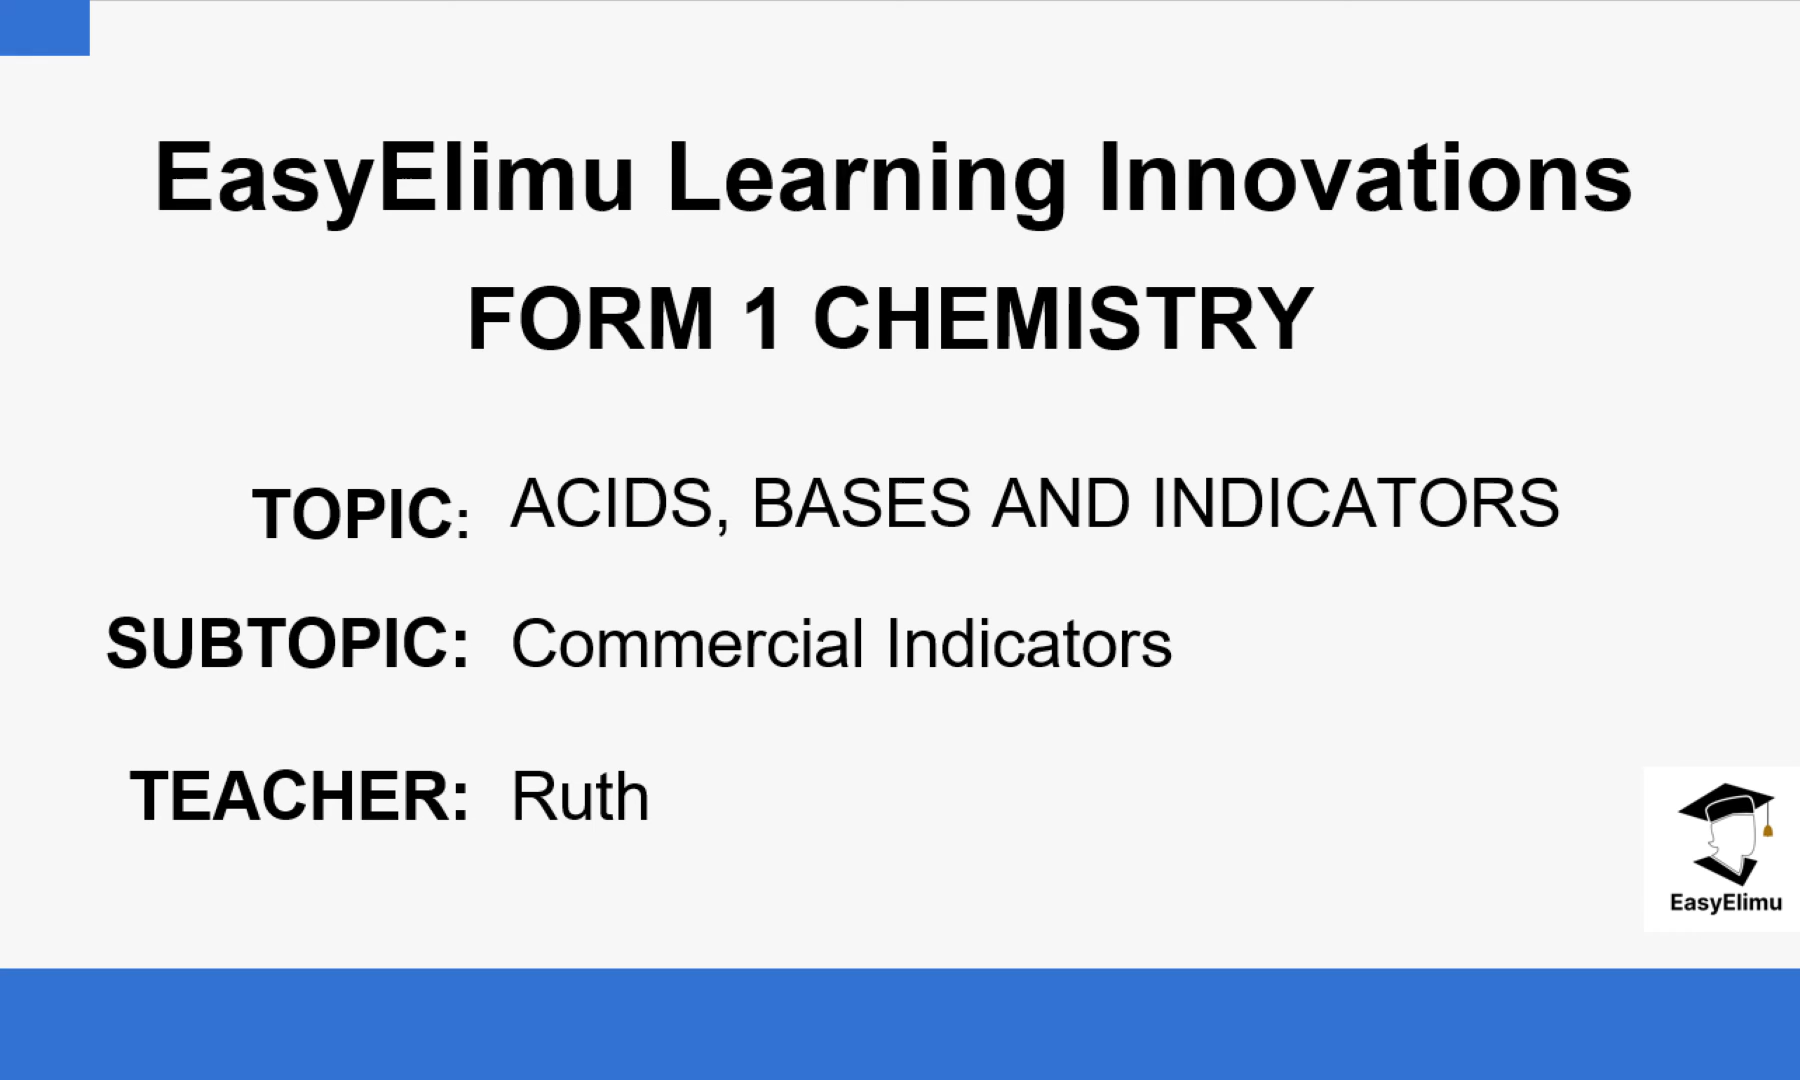 EasyElimu Learning Innovations
FORM 1 CHEMISTRY
TOPIC: ACIDS, BASES AND INDICATORS
SUBTOPIC: Commercial Indicators
TEACHER: Ruth
EasyElimu